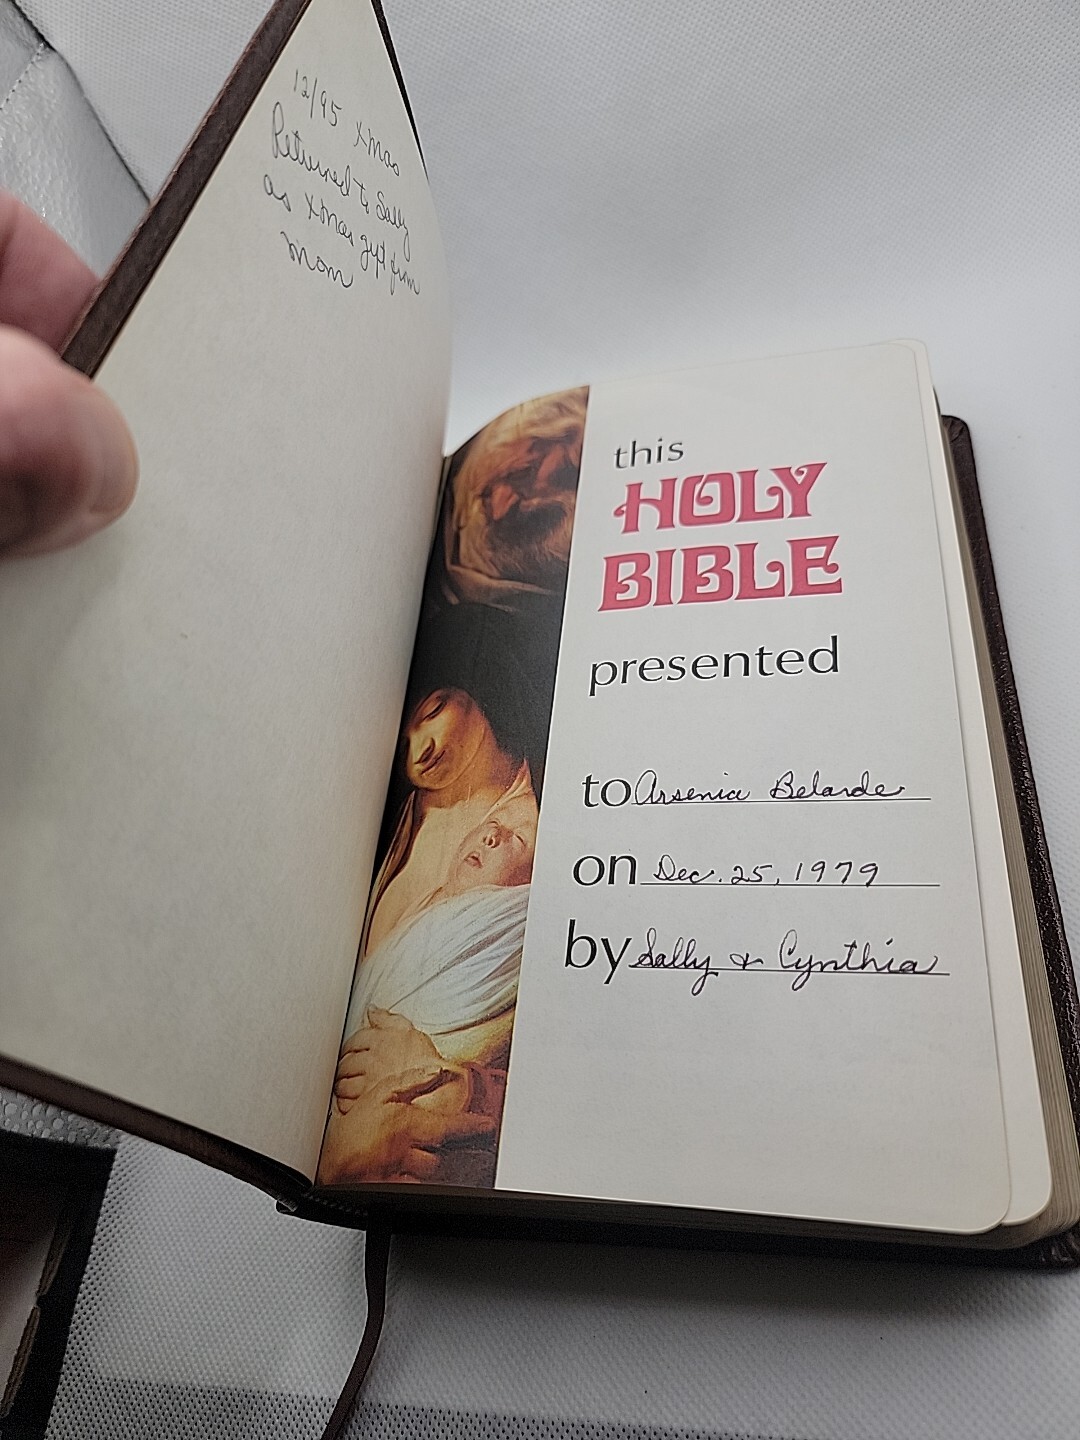 12/95 Xmas
Returned to Sally
as Xmas gift from
Mom
this
HOLY
BIBLE
presented
to Arsenia Belarde
on Dec. 25, 1979
by Sally & Cynthia